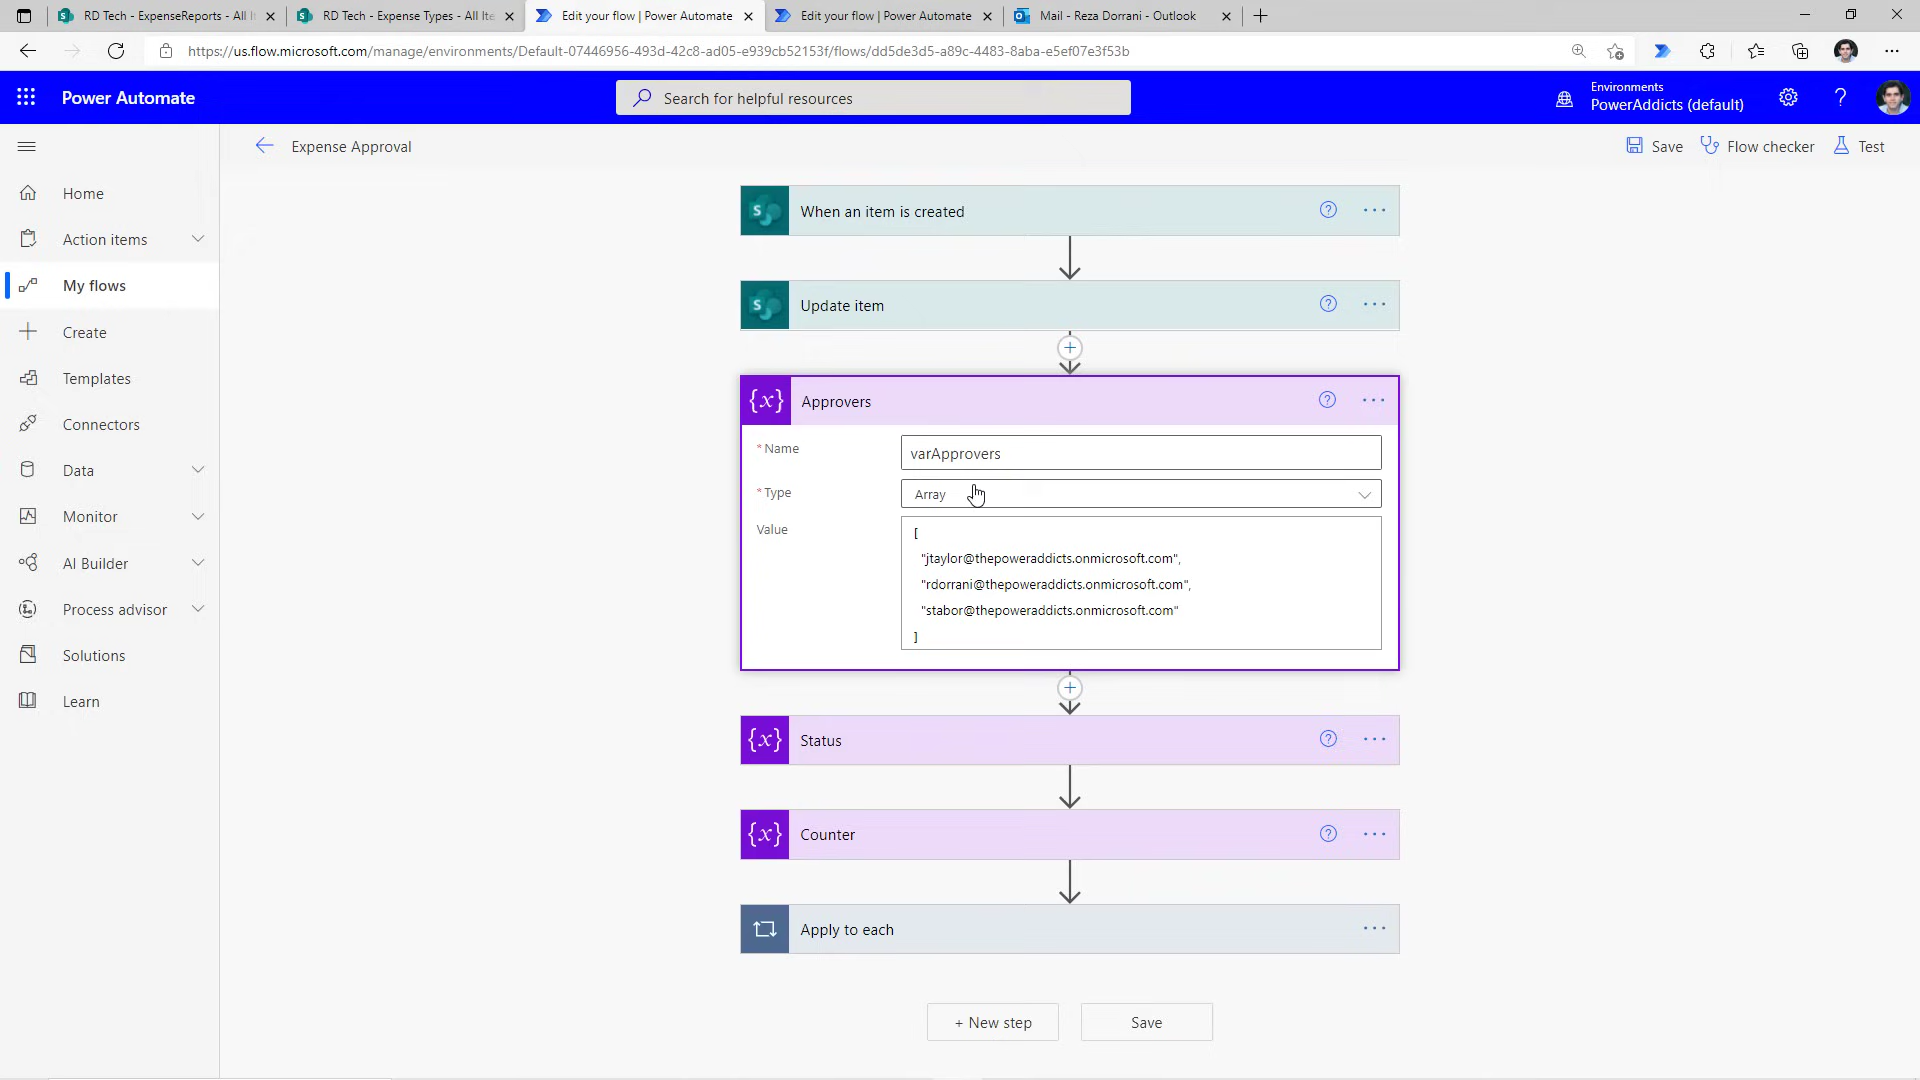 RD Tech - ExpenseReports - All I
RD Tech - Expense Types - All Ite
Edit your flow | Power Automate
Edit your flow | Power Automate
Mail - Reza Dorrani - Outlook
https://us.flow.microsoft.com/manage/environments/Default-07446956-493d-42c8-ad05-e939cb52153f/flows/dd5de3d5-a89c-4483-8aba-e5ef07e3f53b
Power Automate
Search for helpful resources
Environments
PowerAddicts (default)
Expense Approval
Save
Flow checker
Test
Home
Action items
My flows
Create
Templates
Connectors
Data
Monitor
AI Builder
Process advisor
Solutions
Learn
When an item is created
Update item
{x} Approvers
* Name
varApprovers
* Type
Array
Value
[
"jtaylor@thepoweraddicts.onmicrosoft.com",
"rdorrani@thepoweraddicts.onmicrosoft.com",
"stabor@thepoweraddicts.onmicrosoft.com"
]
{x} Status
{x} Counter
Apply to each
+ New step
Save